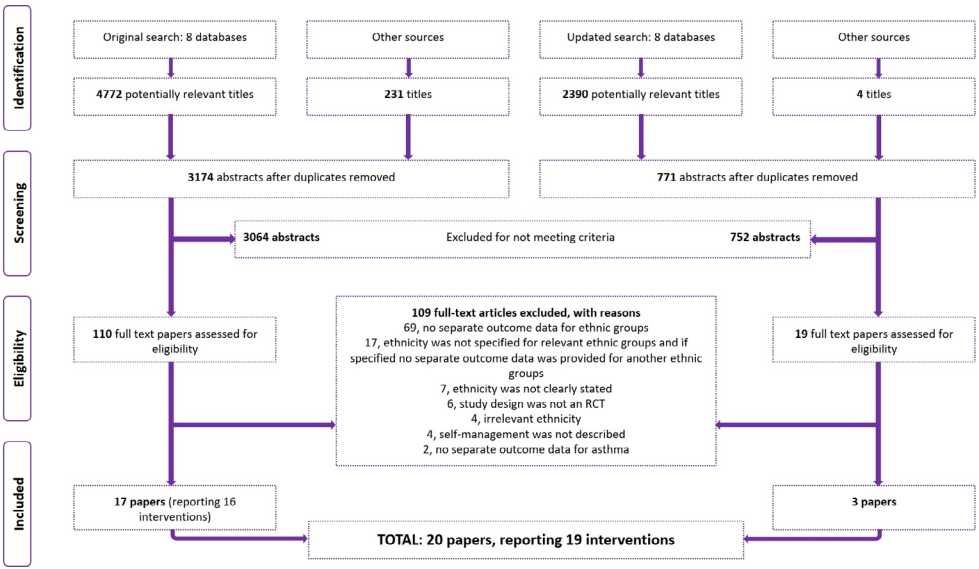 Identification
Original search: 8 databases
Other sources
Updated search: 8 databases
Other sources
4772 potentially relevant titles
231 titles
2390 potentially relevant titles
4 titles
Screening
3174 abstracts after duplicates removed
771 abstracts after duplicates removed
3064 abstracts
Excluded for not meeting criteria
752 abstracts
Eligibility
110 full text papers assessed for
eligibility
109 full-text articles excluded, with reasons
69, no separate outcome data for ethnic groups
17, ethnicity was not specified for relevant ethnic groups and if
specified no separate outcome data was provided for another ethnic
groups
7, ethnicity was not clearly stated
6, study design was not an RCT
4, irrelevant ethnicity
4, self-management was not described
2, no separate outcome data for asthma
19 full text papers assessed for
eligibility
Included
17 papers (reporting 16
interventions)
3 papers
TOTAL: 20 papers, reporting 19 interventions